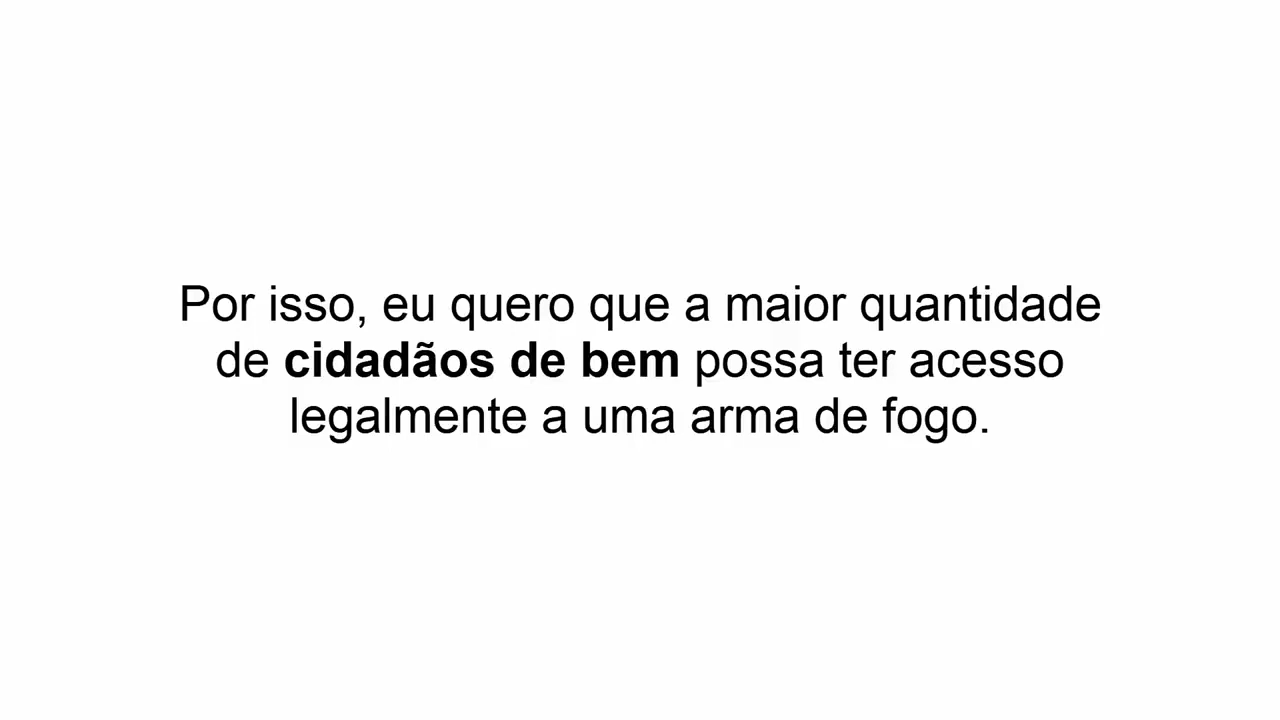 Por isso, eu quero que a maior quantidade
de cidadãos de bem possa ter acesso
legalmente a uma arma de fogo.